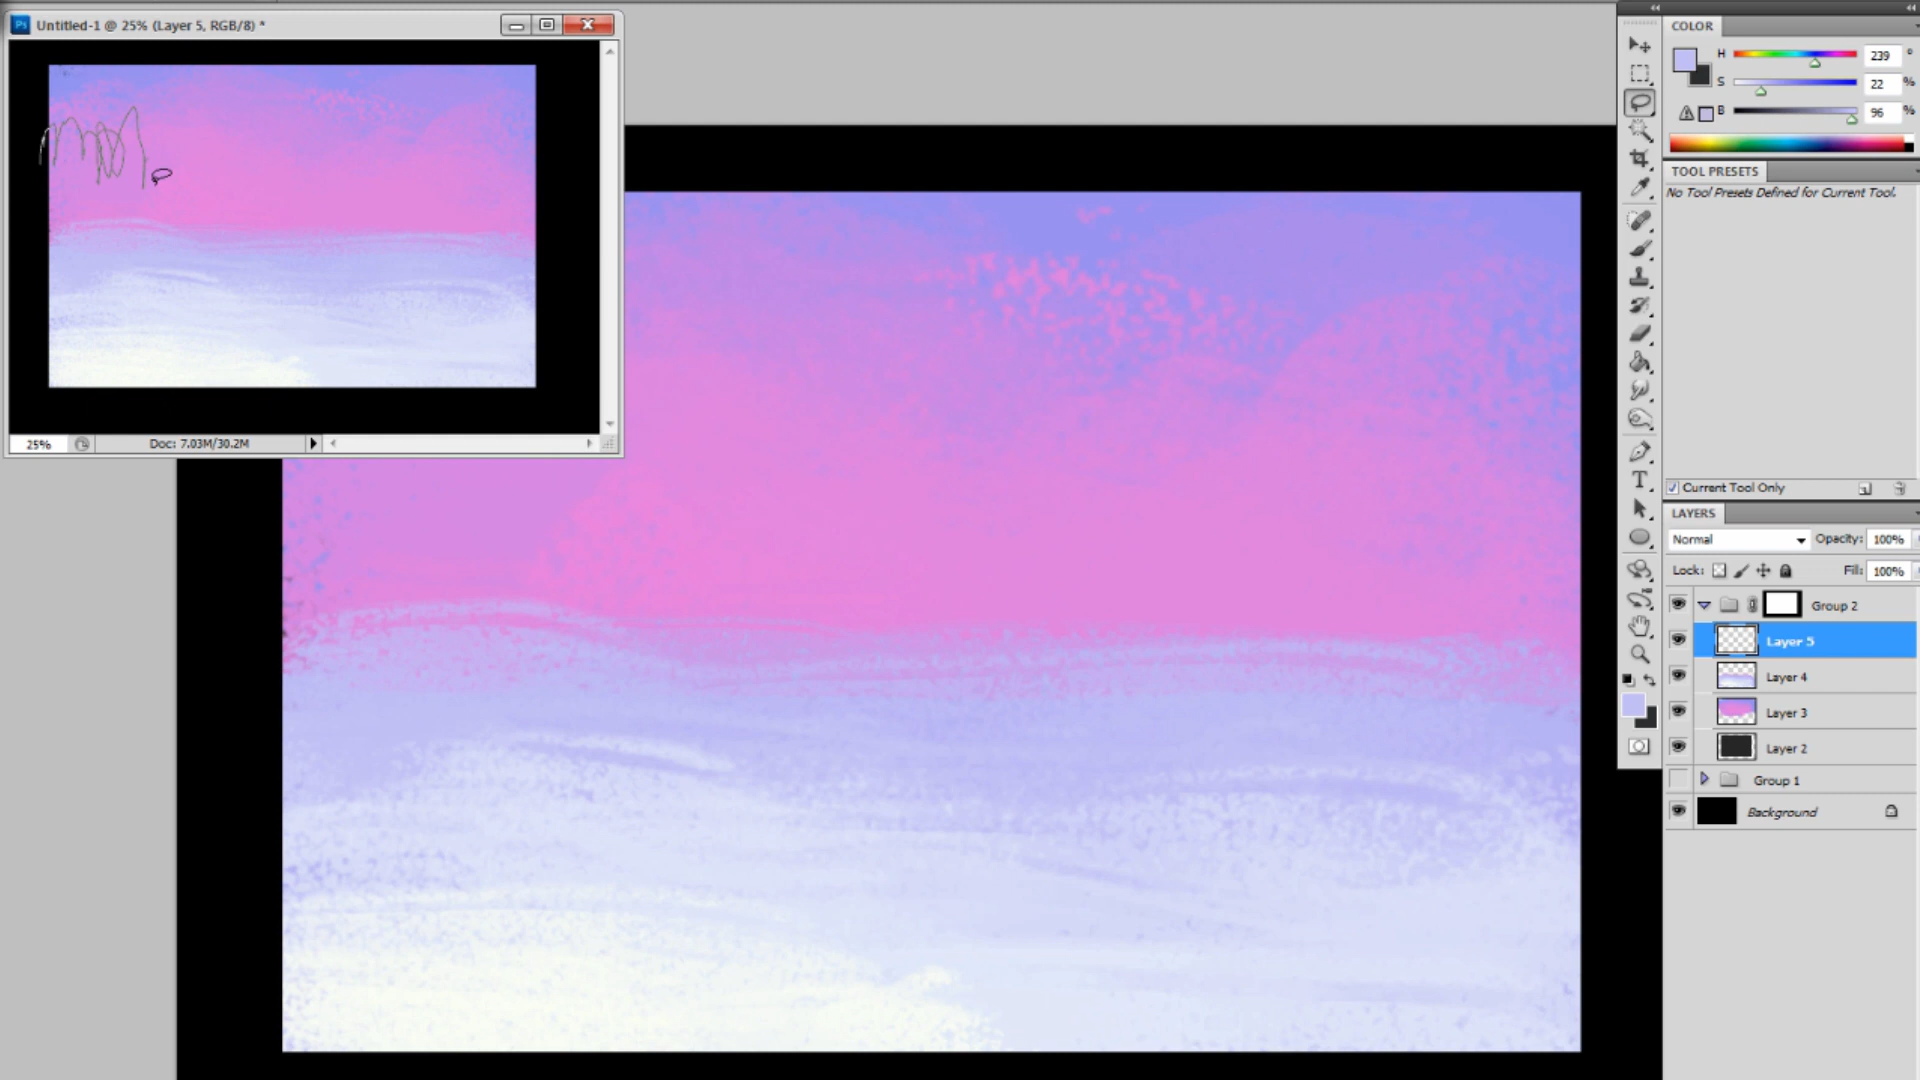 Ps Untitled-1 @ 25% (Layer 5, RGB/8) *
25% Doc: 7.03M/30.2M
COLOR
H 239 °
S 22 %
B 96 %
TOOL PRESETS
No Tool Presets Defined for Current Tool.
Current Tool Only
LAYERS
Normal Opacity: 100%
Lock: Fill: 100%
Group 2
Layer 5
Layer 4
Layer 3
Layer 2
Group 1
Background
T